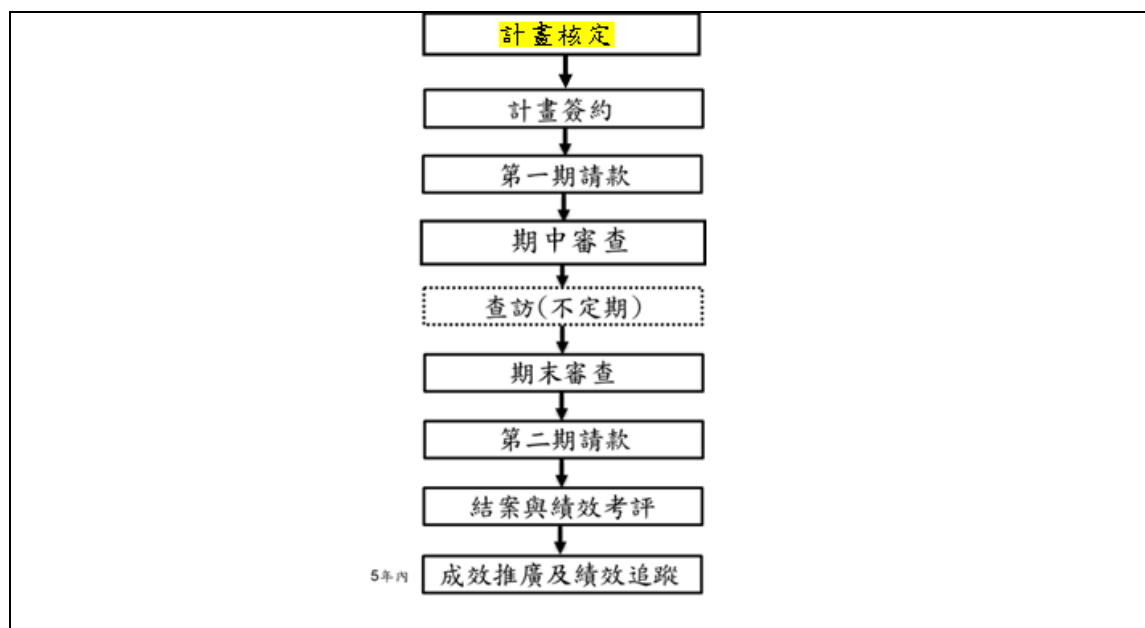 計畫核定
計畫簽約
第一期請款
期中審查
查訪(不定期)
期末審查
第二期請款
結案與績效考評
5年內 成效推廣及績效追蹤